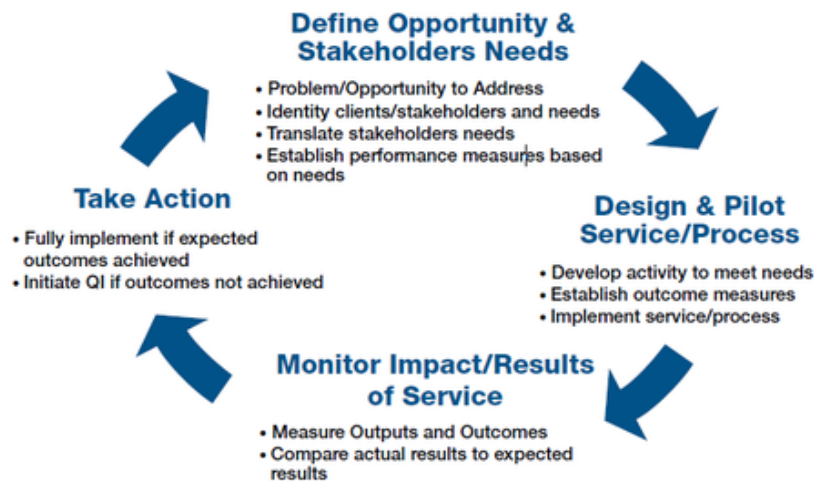 Define Opportunity &
Stakeholders Needs
• Problem/Opportunity to Address
• Identity clients/stakeholders and needs
• Translate stakeholders needs
• Establish performance measures based
on needs
Design & Pilot
Service/Process
• Develop activity to meet needs
• Establish outcome measures
• Implement service/process
Monitor Impact/Results
of Service
• Measure Outputs and Outcomes
• Compare actual results to expected
results
Take Action
• Fully implement if expected
outcomes achieved
• Initiate QI if outcomes not achieved